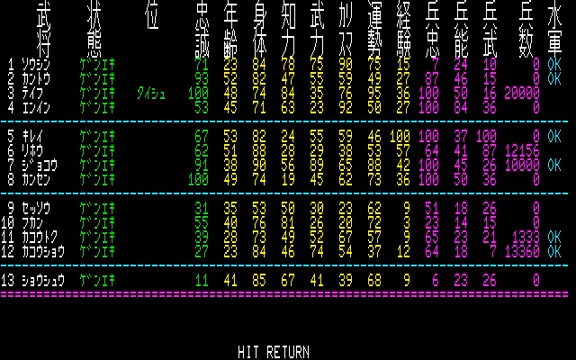 武将 状態 位 忠誠 年齢 身体 知力 武力 カリスマ 運勢 経験 兵忠 兵能 兵武 兵数 水軍
1 ソウジン ゲンエキ 71 23 84 78 75 90 75 15 7 24 10 0 OK
2 カントウ ゲンエキ 93 52 82 47 55 59 49 27 87 46 15 0 OK
3 テイフ ゲンエキ タイシュ 100 48 74 84 35 76 95 36 100 50 36 20000
4 エンイン ゲンエキ 53 45 71 63 23 92 50 27 100 84 36 0
5 キレイ ゲンエキ 67 53 82 24 55 59 46 100 100 37 100 0 OK
6 リホウ ゲンエキ 62 51 88 28 29 38 53 57 64 41 87 12156
7 ジョコウ ゲンエキ 91 38 90 56 89 65 88 42 100 45 26 10000 OK
8 カンゼン ゲンエキ 100 49 74 19 45 62 73 36 100 50 36 0
9 セッソウ ゲンエキ 31 35 53 50 30 23 62 9 51 18 26 0
10 フカン ゲンエキ 55 40 76 81 26 20 72 3 23 14 15 0
11 カコウトク ゲンエキ 39 28 73 49 32 67 57 9 65 23 21 1333 OK
12 カコウショウ ゲンエキ 27 23 84 46 74 54 37 12 64 18 7 13360 OK
13 ショウシュウ ゲンエキ 11 41 85 67 41 39 68 9 6 23 26 0
HIT RETURN